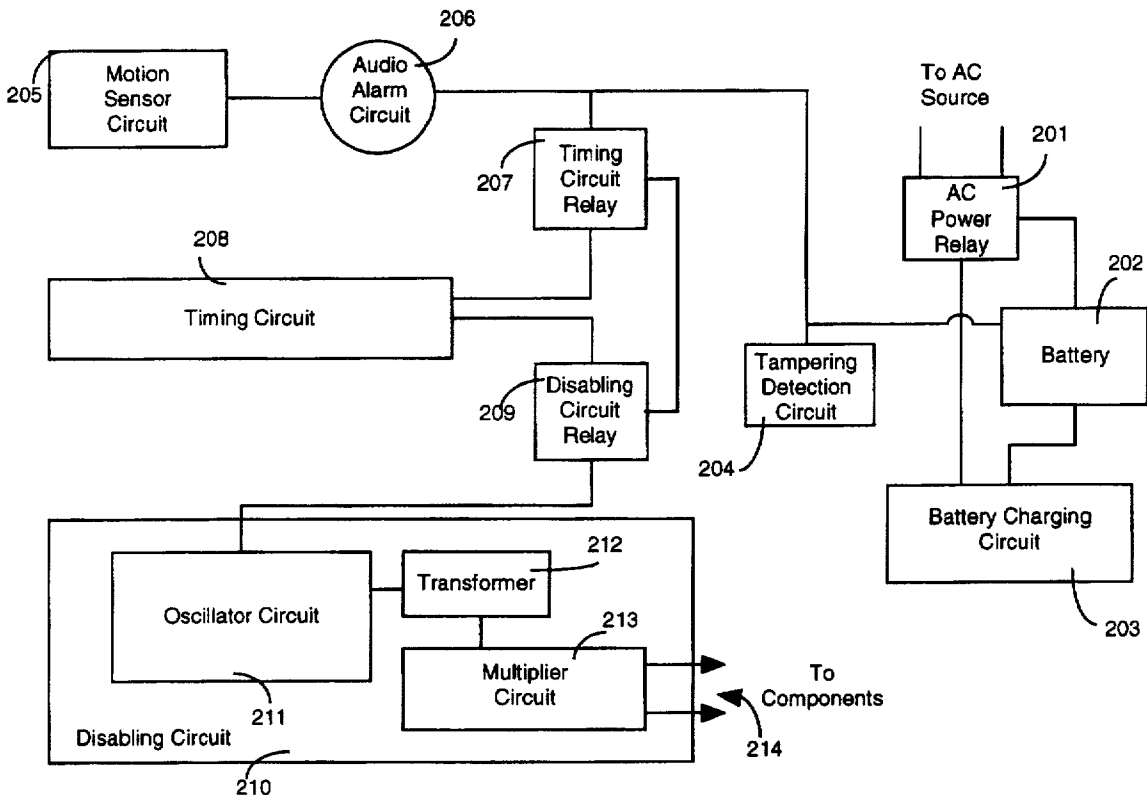 206
205
Motion
Sensor
Circuit
Audio
Alarm
Circuit
To AC
Source
201
207
Timing
Circuit
Relay
AC
Power
Relay
208
202
Timing Circuit
Battery
209
Disabling
Circuit
Relay
Tampering
Detection
Circuit
204
Battery Charging
Circuit
203
212
Transformer
Oscillator Circuit
211
213
Multiplier
Circuit
To
Components
214
Disabling Circuit
210